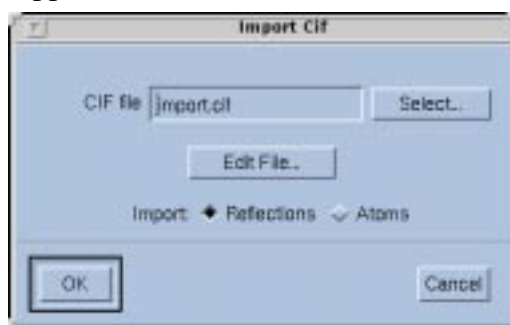 Import Cif
CIF file import.cif Select...
Edit File...
Import: Reflections Atoms
OK Cancel